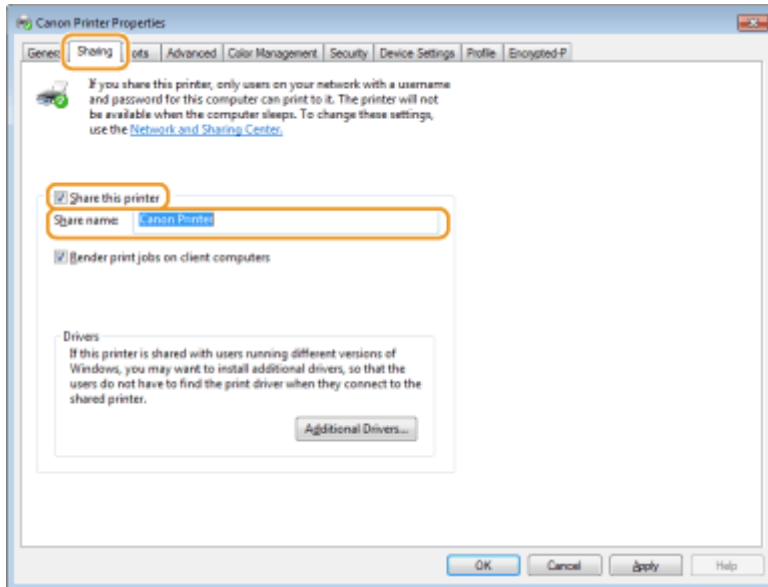 Canon Printer Properties
General Sharing Ports Advanced Color Management Security Device Settings Profile Encrypted-P
If you share this printer, only users on your network with a username
and password for this computer can print to it. The printer will not
be available when the computer sleeps. To change these settings,
use the Network and Sharing Center.
Share this printer
Share name: Canon Printer
Render print jobs on client computers
Drivers
If this printer is shared with users running different versions of
Windows, you may want to install additional drivers, so that the
users do not have to find the print driver when they connect to the
shared printer.
Additional Drivers...
OK Cancel Apply Help